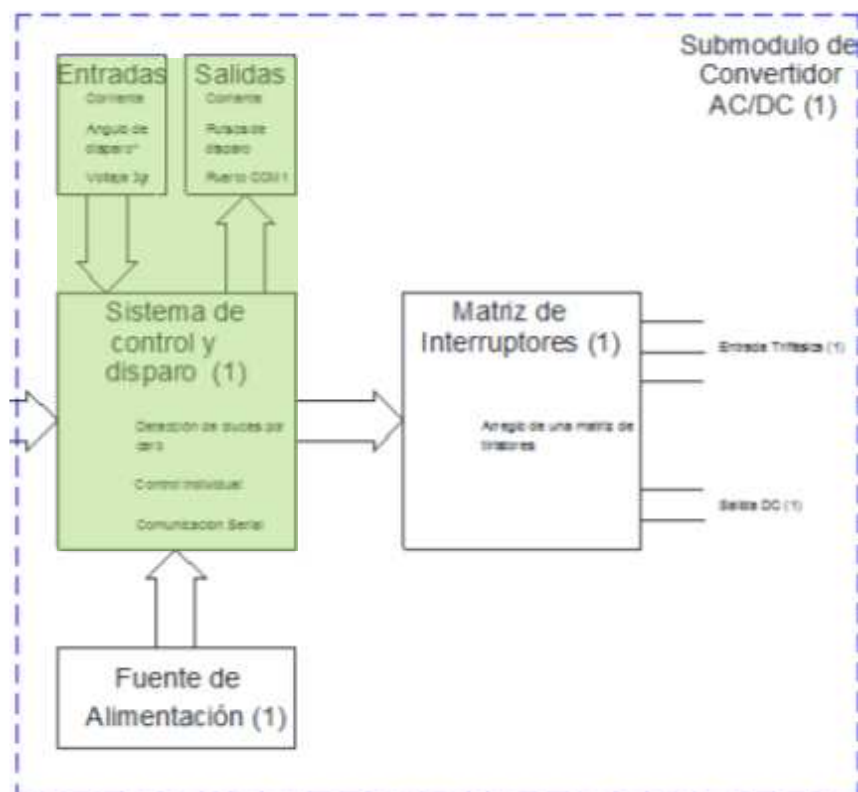 Submodulo de
Convertidor
AC/DC (1)
Entradas
Corriente
Angulo de
disparo*
Voltaje 3φ
Salidas
Corriente
Pulsos de
disparo
Puerto COM 1
Sistema de
control y
disparo (1)
Detección de cruces por
cero
Control Individual
Comunicación Serial
Matriz de
Interruptores (1)
Arreglo de una matriz de
tiristores
Entrada Trifásica (1)
Salida DC (1)
Fuente de
Alimentación (1)